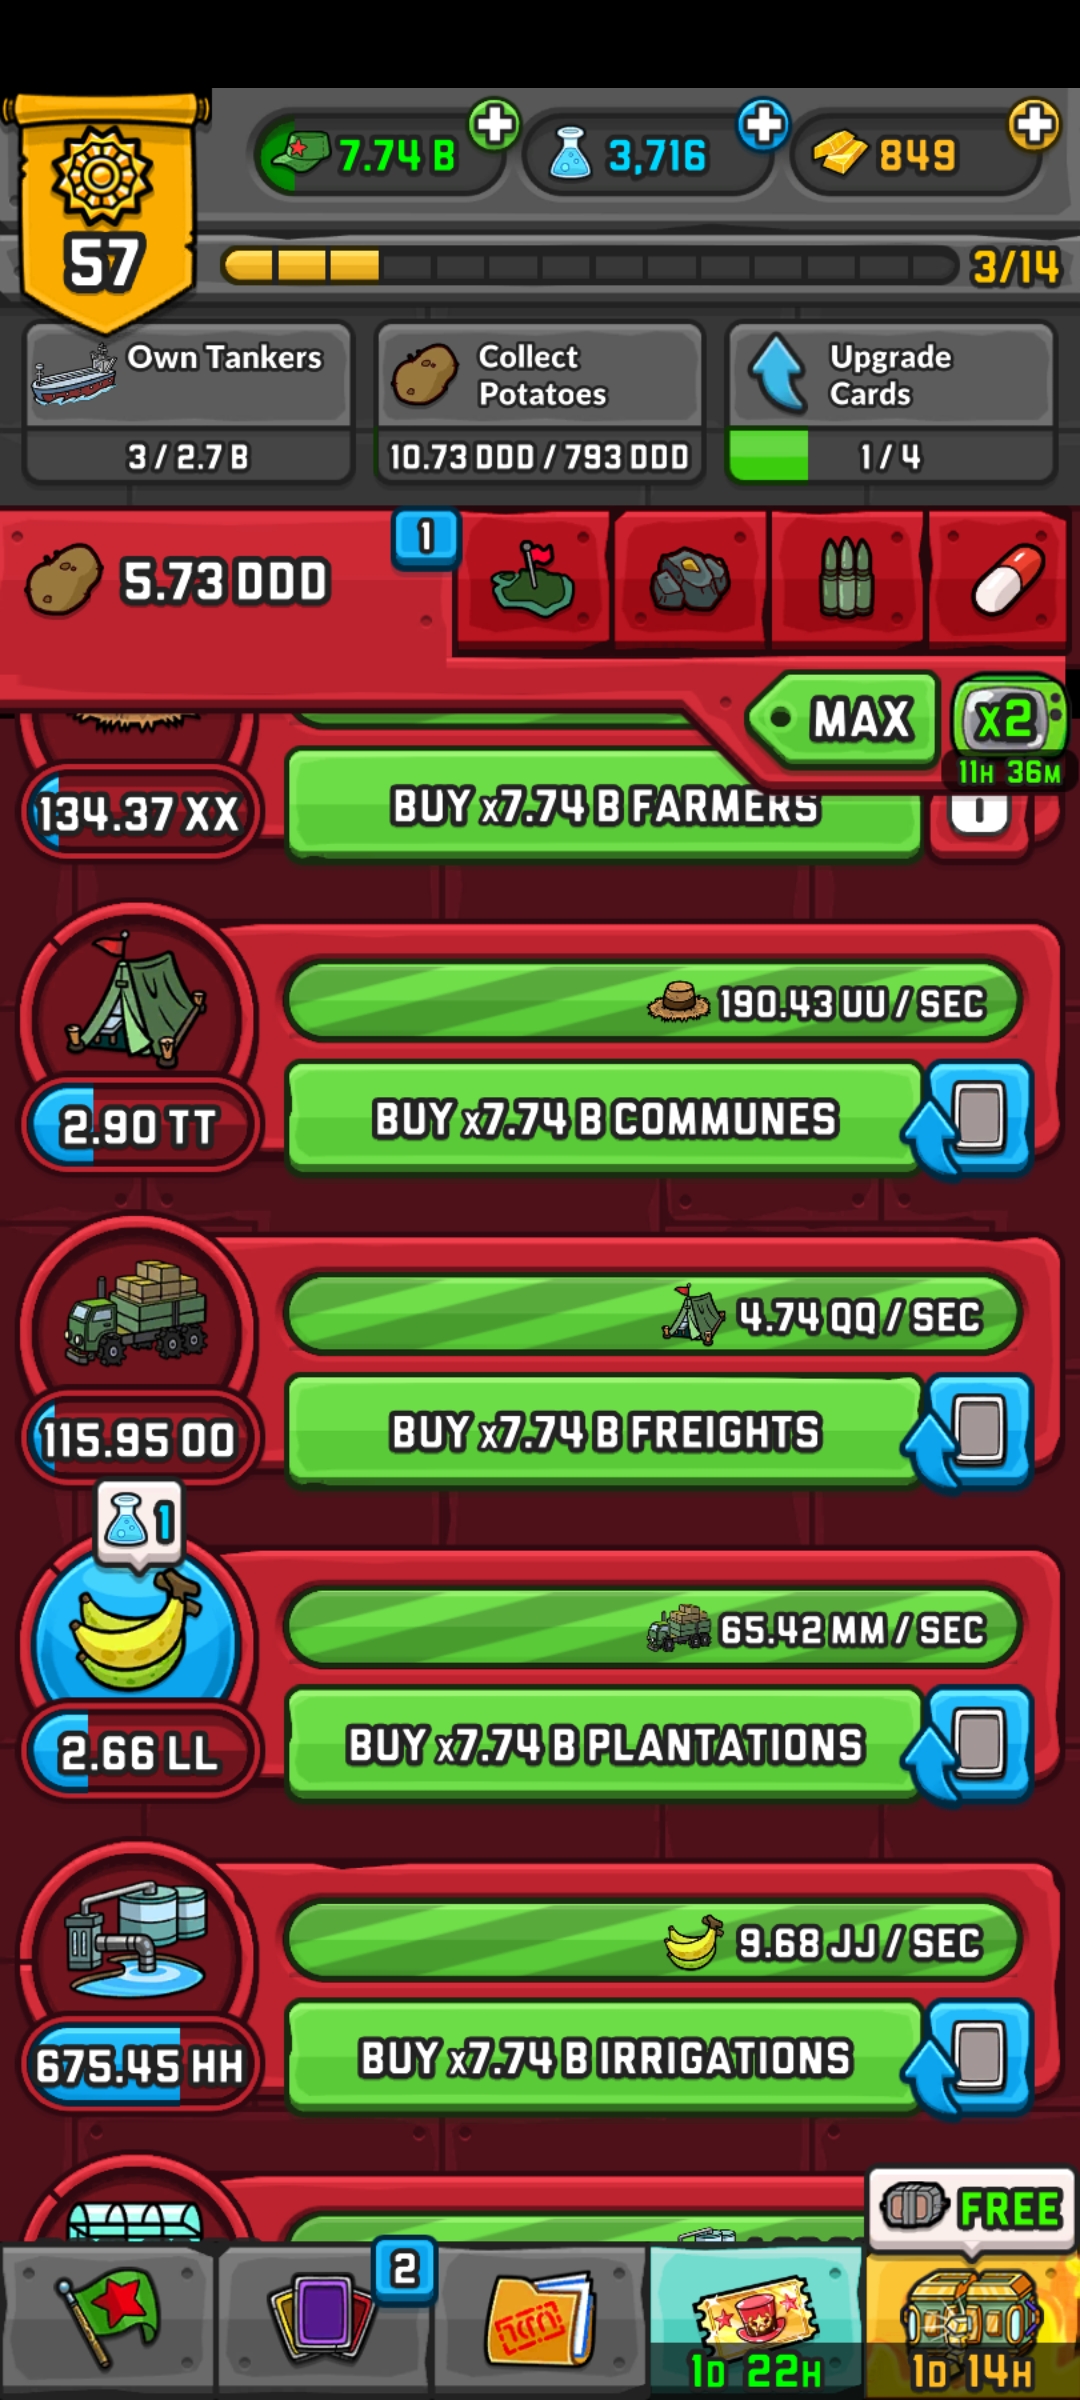 7.74 B
3,716
849
57
3/14
Own Tankers
3 / 2.7 B
Collect
Potatoes
10.73 DDD / 793 DDD
Upgrade
Cards
1 / 4
5.73 DDD
1
MAX
x2
11H 36M
134.37 XX
BUY x7.74 B FARMERS
190.43 UU / SEC
2.90 TT
BUY x7.74 B COMMUNES
4.74 QQ / SEC
115.95 OO
BUY x7.74 B FREIGHTS
1
65.42 MM / SEC
2.66 LL
BUY x7.74 B PLANTATIONS
9.68 JJ / SEC
675.45 HH
BUY x7.74 B IRRIGATIONS
FREE
2
1D 22H
1D 14H